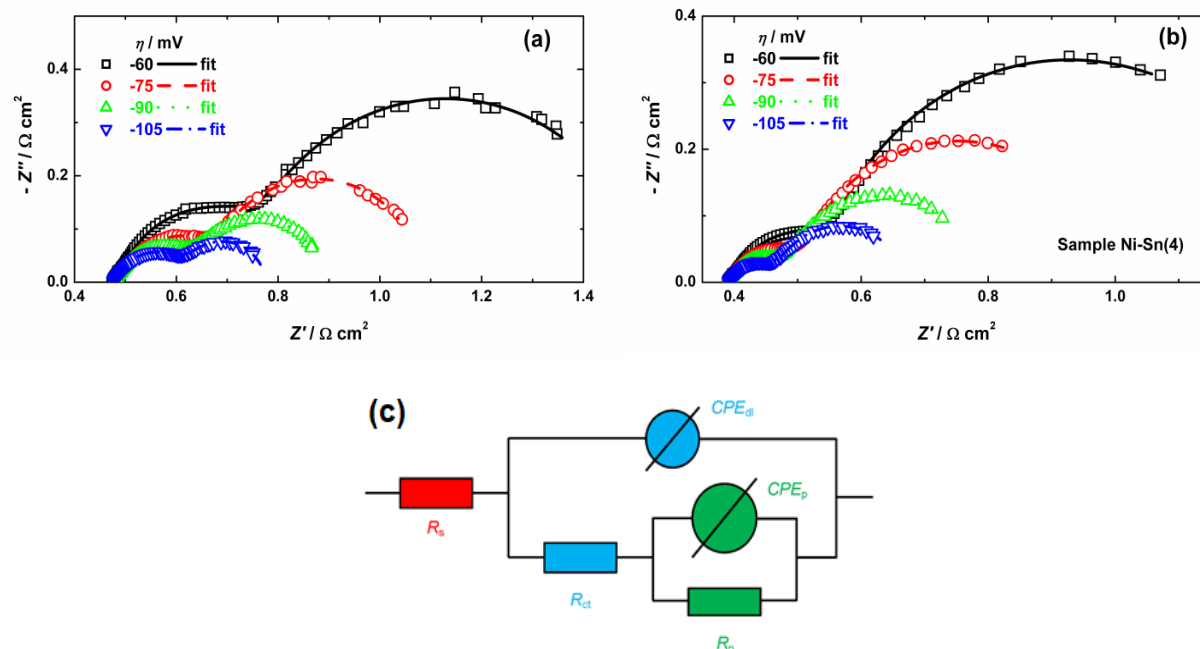 (a)
η / mV
-60 fit
-75 fit
-90 fit
-105 fit
0.4
0.2
0.0
- Z″ / Ω cm²
0.4 0.6 0.8 1.0 1.2 1.4
Z′ / Ω cm²
(b)
η / mV
-60 fit
-75 fit
-90 fit
-105 fit
0.4
0.2
0.0
- Z″ / Ω cm²
Sample Ni-Sn(4)
0.4 0.6 0.8 1.0
Z′ / Ω cm²
(c)
CPEdl
CPEp
Rs
Rct